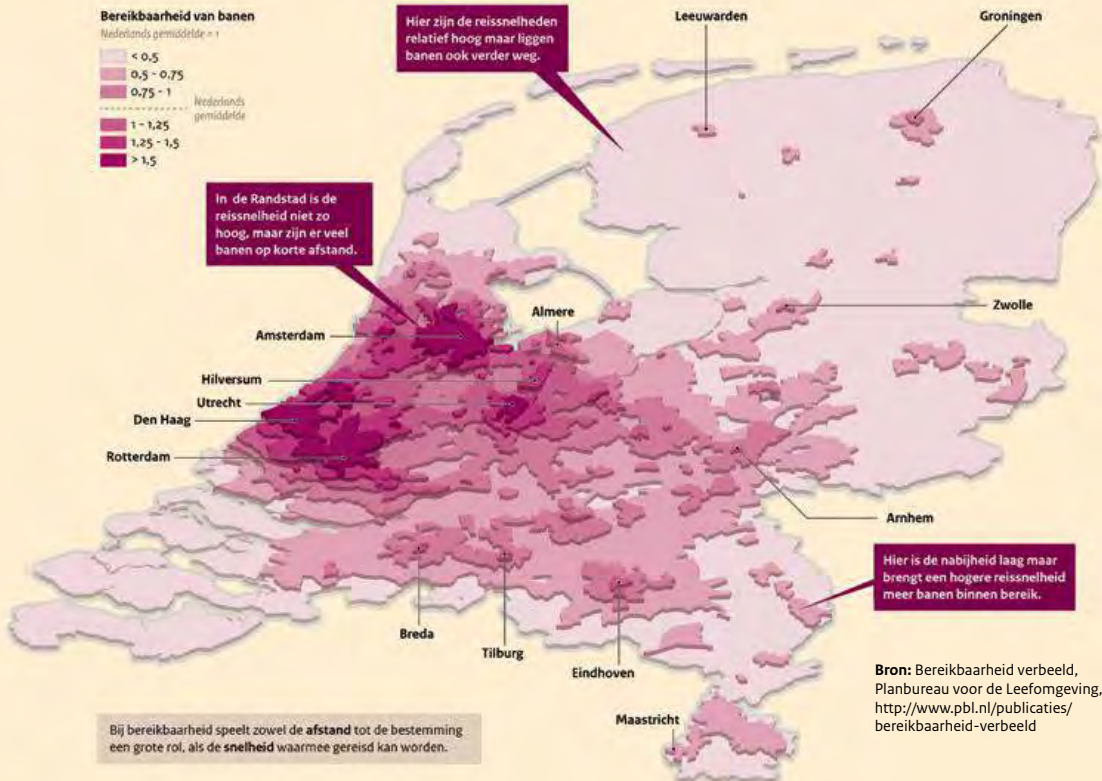 Bereikbaarheid van banen
Nederlands gemiddelde = 1
< 0,5
0,5 - 0,75
0,75 - 1
Nederlands
gemiddelde
1 - 1,25
1,25 - 1,5
> 1,5
Hier zijn de reissnelheden
relatief hoog maar liggen
banen ook verder weg.
Leeuwarden
Groningen
In de Randstad is de
reissnelheid niet zo
hoog, maar zijn er veel
banen op korte afstand.
Zwolle
Almere
Amsterdam
Hilversum
Utrecht
Den Haag
Rotterdam
Arnhem
Hier is de nabijheid laag maar
brengt een hogere reissnelheid
meer banen binnen bereik.
Breda
Tilburg
Eindhoven
Maastricht
Bron: Bereikbaarheid verbeeld,
Planbureau voor de Leefomgeving,
http://www.pbl.nl/publicaties/
bereikbaarheid-verbeeld
Bij bereikbaarheid speelt zowel de afstand tot de bestemming
een grote rol, als de snelheid waarmee gereisd kan worden.